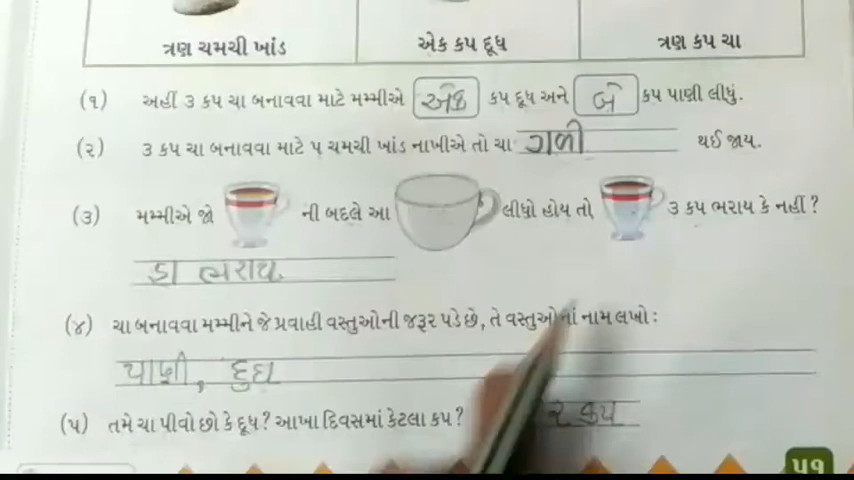 ત્રણ ચમચી ખાંડ એક કપ દૂધ ત્રણ કપ ચા
(૧) અહીં ૩ કપ ચા બનાવવા માટે મમ્મીએ એક કપ દૂધ અને બે કપ પાણી લીધું.
(૨) ૩ કપ ચા બનાવવા માટે ૫ ચમચી ખાંડ નાખીએ તો ચા ગળી થઈ જાય.
(૩) મમ્મીએ જો ની બદલે આ લીધો હોય તો ૩ કપ ભરાય કે નહીં ?
હા ભરાય.
(૪) ચા બનાવવા મમ્મીને જે પ્રવાહી વસ્તુઓની જરૂર પડે છે, તે વસ્તુઓનાં નામ લખો :
પાણી, દુધ
(૫) તમે ચા પીવો છો કે દૂધ ? આખા દિવસમાં કેટલા કપ ? ૨ કપ
૫૧